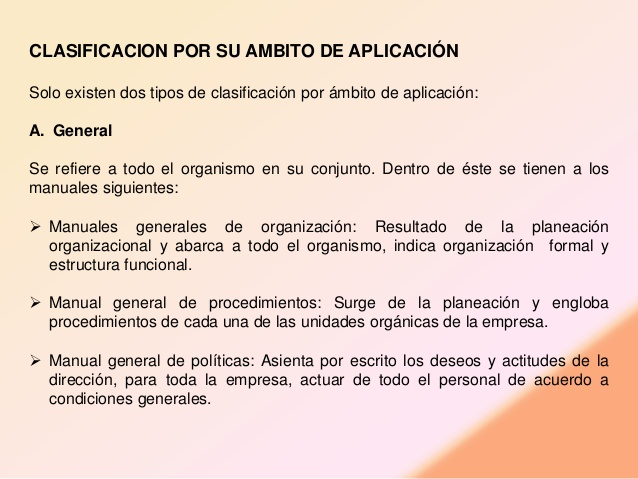 CLASIFICACION POR SU AMBITO DE APLICACIÓN
Solo existen dos tipos de clasificación por ámbito de aplicación:
A. General
Se refiere a todo el organismo en su conjunto. Dentro de éste se tienen a los
manuales siguientes:
➢ Manuales generales de organización: Resultado de la planeación
organizacional y abarca a todo el organismo, indica organización formal y
estructura funcional.
➢ Manual general de procedimientos: Surge de la planeación y engloba
procedimientos de cada una de las unidades orgánicas de la empresa.
➢ Manual general de políticas: Asienta por escrito los deseos y actitudes de la
dirección, para toda la empresa, actuar de todo el personal de acuerdo a
condiciones generales.